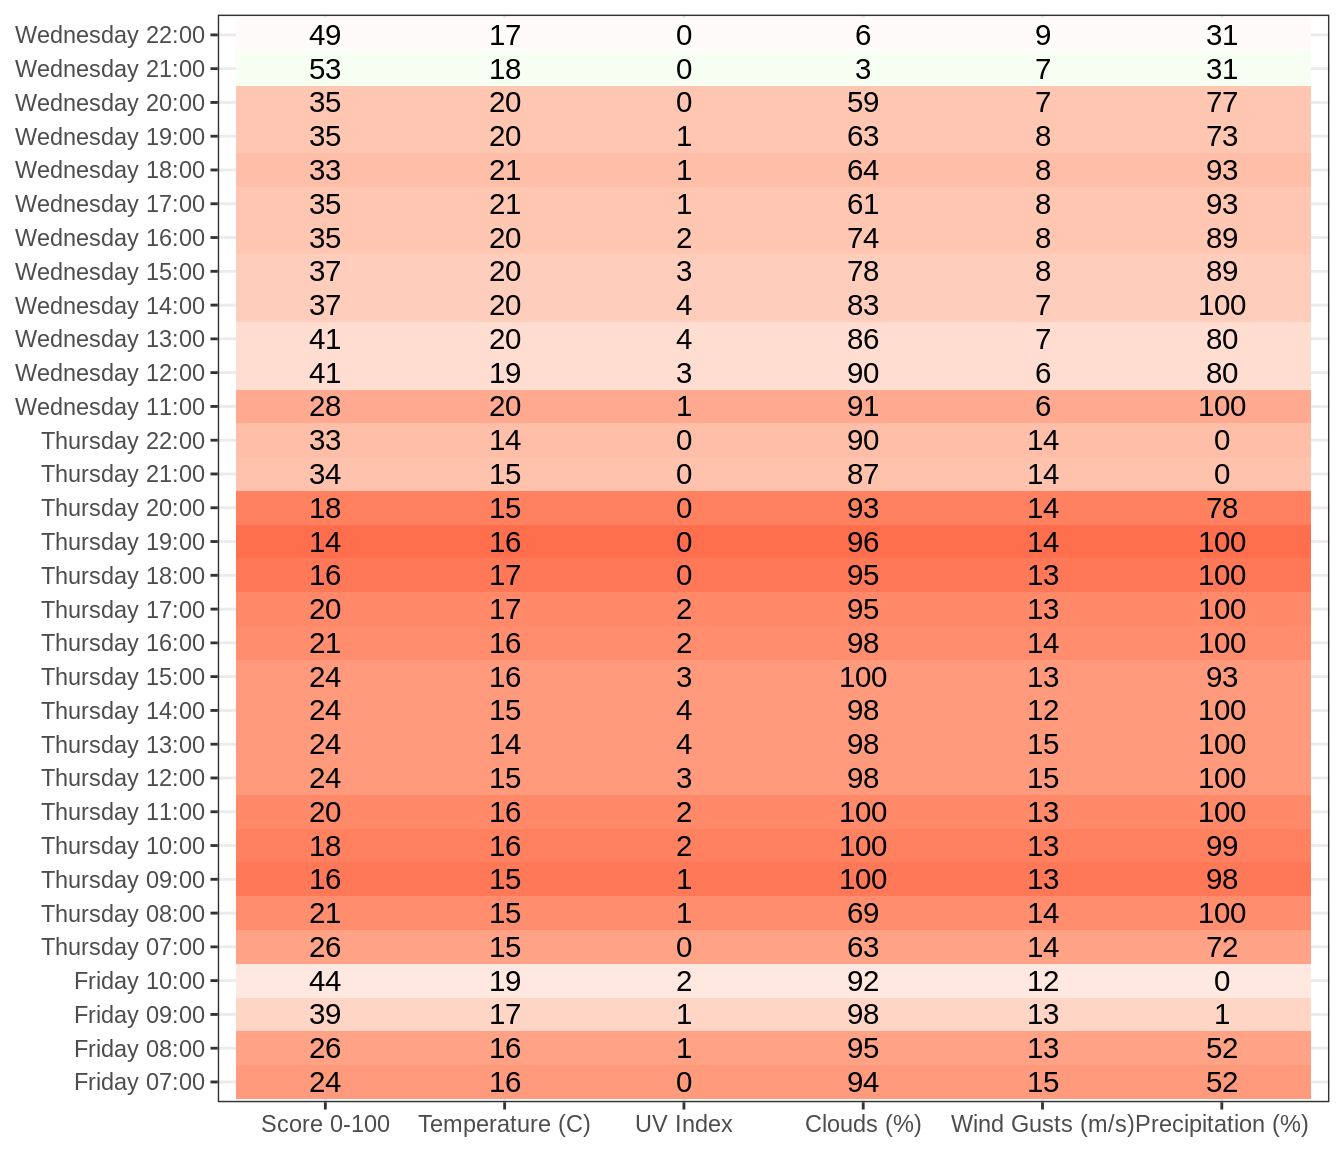 Wednesday 22:00 49 17 0 6 9 31
Wednesday 21:00 53 18 0 3 7 31
Wednesday 20:00 35 20 0 59 7 77
Wednesday 19:00 35 20 1 63 8 73
Wednesday 18:00 33 21 1 64 8 93
Wednesday 17:00 35 21 1 61 8 93
Wednesday 16:00 35 20 2 74 8 89
Wednesday 15:00 37 20 3 78 8 89
Wednesday 14:00 37 20 4 83 7 100
Wednesday 13:00 41 20 4 86 7 80
Wednesday 12:00 41 19 3 90 6 80
Wednesday 11:00 28 20 1 91 6 100
Thursday 22:00 33 14 0 90 14 0
Thursday 21:00 34 15 0 87 14 0
Thursday 20:00 18 15 0 93 14 78
Thursday 19:00 14 16 0 96 14 100
Thursday 18:00 16 17 0 95 13 100
Thursday 17:00 20 17 2 95 13 100
Thursday 16:00 21 16 2 98 14 100
Thursday 15:00 24 16 3 100 13 93
Thursday 14:00 24 15 4 98 12 100
Thursday 13:00 24 14 4 98 15 100
Thursday 12:00 24 15 3 98 15 100
Thursday 11:00 20 16 2 100 13 100
Thursday 10:00 18 16 2 100 13 99
Thursday 09:00 16 15 1 100 13 98
Thursday 08:00 21 15 1 69 14 100
Thursday 07:00 26 15 0 63 14 72
Friday 10:00 44 19 2 92 12 0
Friday 09:00 39 17 1 98 13 1
Friday 08:00 26 16 1 95 13 52
Friday 07:00 24 16 0 94 15 52
Score 0-100 Temperature (C) UV Index Clouds (%) Wind Gusts (m/s) Precipitation (%)